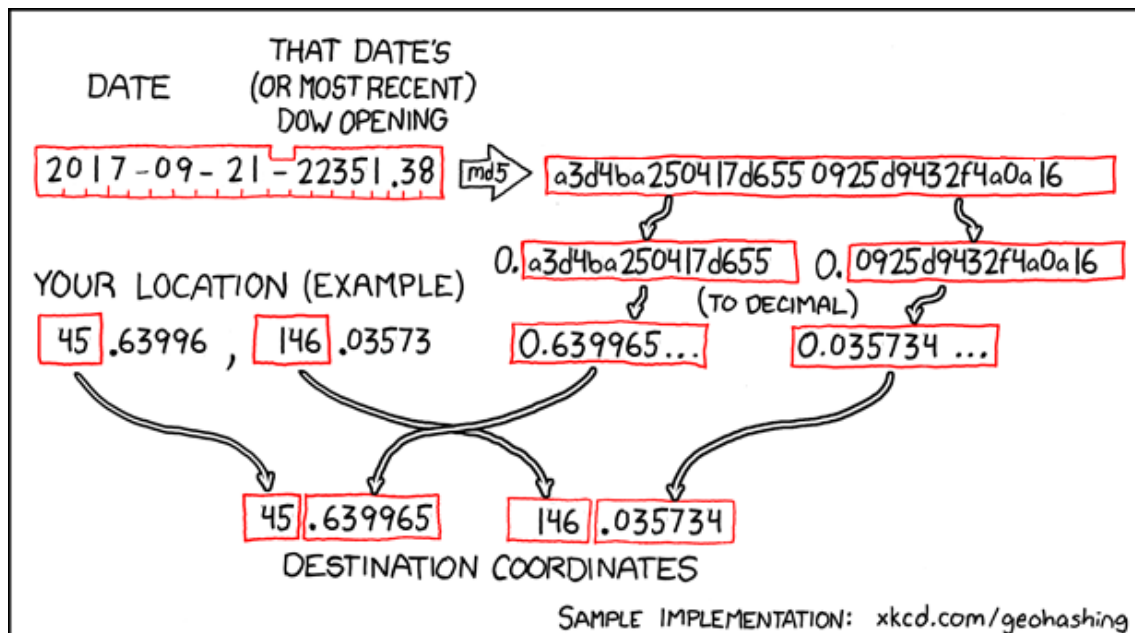 THAT DATE'S
DATE (OR MOST RECENT)
DOW OPENING
2017-09-21-22351.38 md5 a3d4ba250417d6550925d9432f4a0a16
0.a3d4ba250417d655 0.0925d9432f4a0a16
YOUR LOCATION (EXAMPLE) (TO DECIMAL)
45.63996, 146.03573 0.639965... 0.035734 ...
45.639965 146.035734
DESTINATION COORDINATES
SAMPLE IMPLEMENTATION: xkcd.com/geohashing